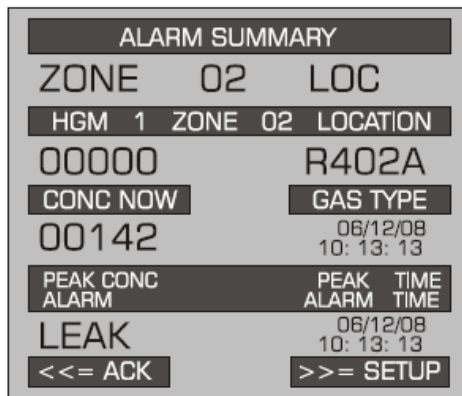 ALARM SUMMARY
ZONE 02 LOC
HGM 1 ZONE 02 LOCATION
00000 R402A
CONC NOW GAS TYPE
00142 06/12/08
10: 13: 13
PEAK CONC PEAK TIME
ALARM ALARM TIME
LEAK 06/12/08
10: 13: 13
<<= ACK >>= SETUP